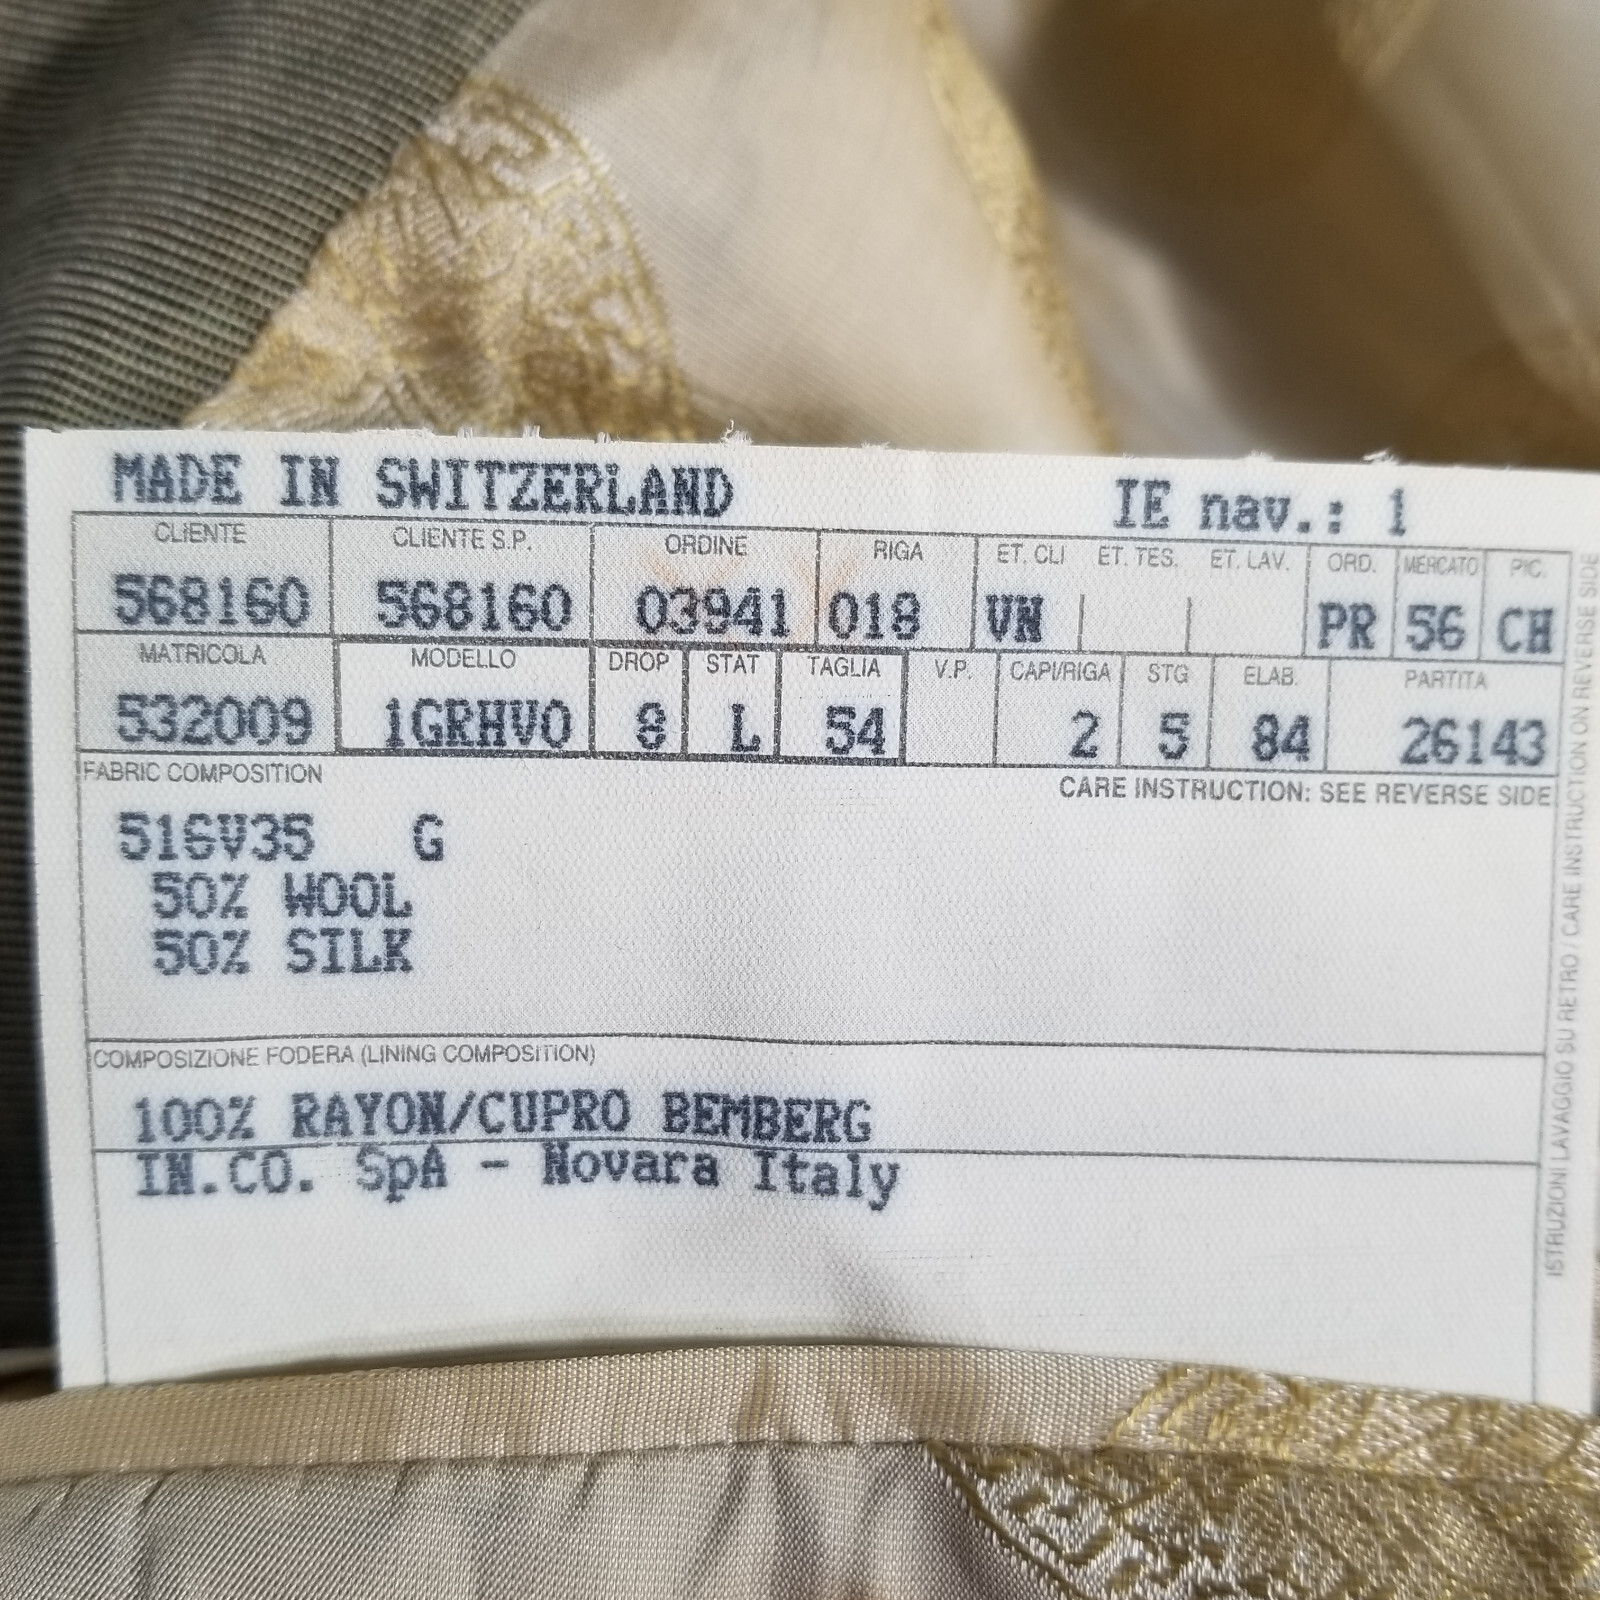 MADE IN SWITZERLAND IE nav.: 1
CLIENTE CLIENTE S.P. ORDINE RIGA ET. CLI ET. TES. ET. LAV. ORD. MERCATO PIC.
568160 568160 03941 018 VN PR 56 CH
MATRICOLA MODELLO DROP STAT TAGLIA V.P. CAPI/RIGA STG ELAB. PARTITA
532009 1GRHVO 8 L 54 2 5 84 26143
FABRIC COMPOSITION CARE INSTRUCTION: SEE REVERSE SIDE
516V35 G
50% WOOL
50% SILK
COMPOSIZIONE FODERA (LINING COMPOSITION)
100% RAYON/CUPRO BEMBERG
IN.CO. SpA - Novara Italy
ISTRUZIONI LAVAGGIO SU RETRO / CARE INSTRUCTION ON REVERSE SIDE